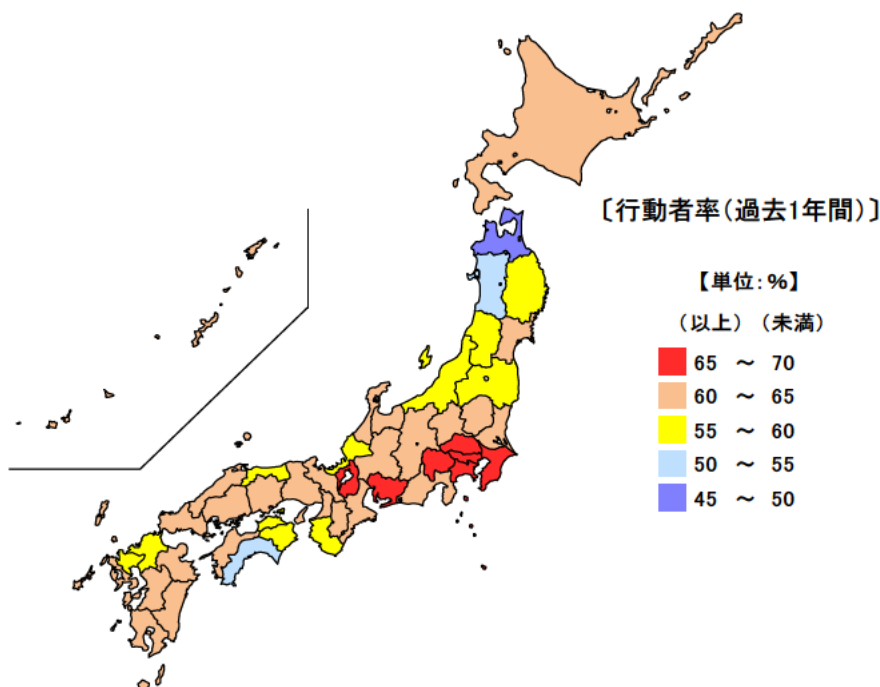 〔行動者率(過去1年間)〕
【単位:%】
(以上) (未満)
65 ～ 70
60 ～ 65
55 ～ 60
50 ～ 55
45 ～ 50